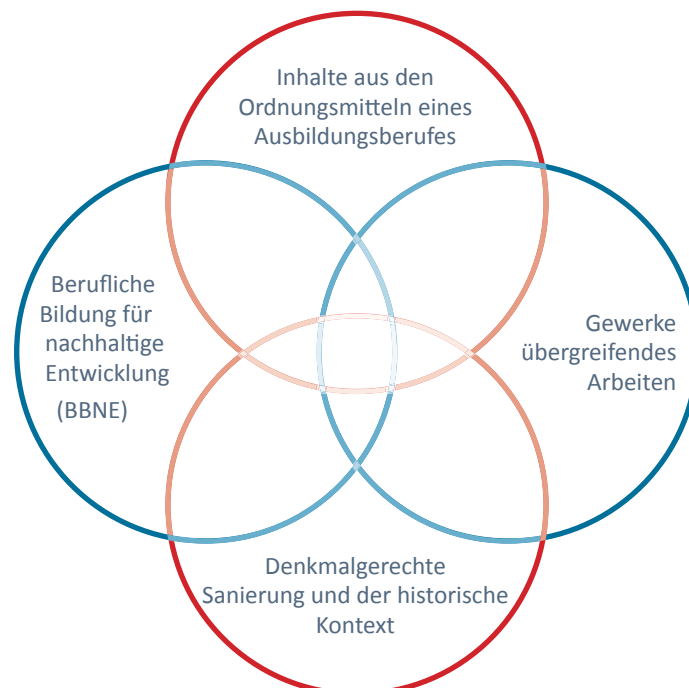 Inhalte aus den
Ordnungsmitteln eines
Ausbildungsberufes
Berufliche
Bildung für
nachhaltige
Entwicklung
(BBNE)
Gewerke
übergreifendes
Arbeiten
Denkmalgerechte
Sanierung und der historische
Kontext